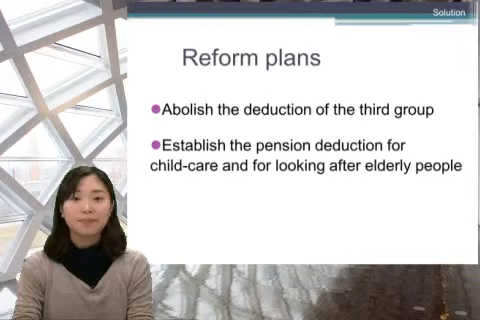 Solution
Reform plans
Abolish the deduction of the third group
Establish the pension deduction for
child-care and for looking after elderly people